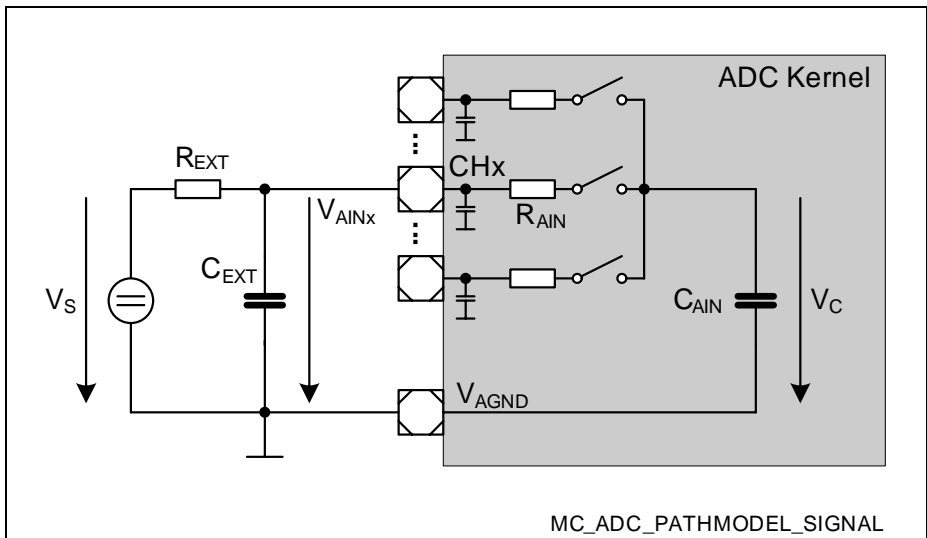 ADC Kernel
REXT
CHx
VAINx
RAIN
CEXT
VS
CAIN
VC
VAGND
MC_ADC_PATHMODEL_SIGNAL